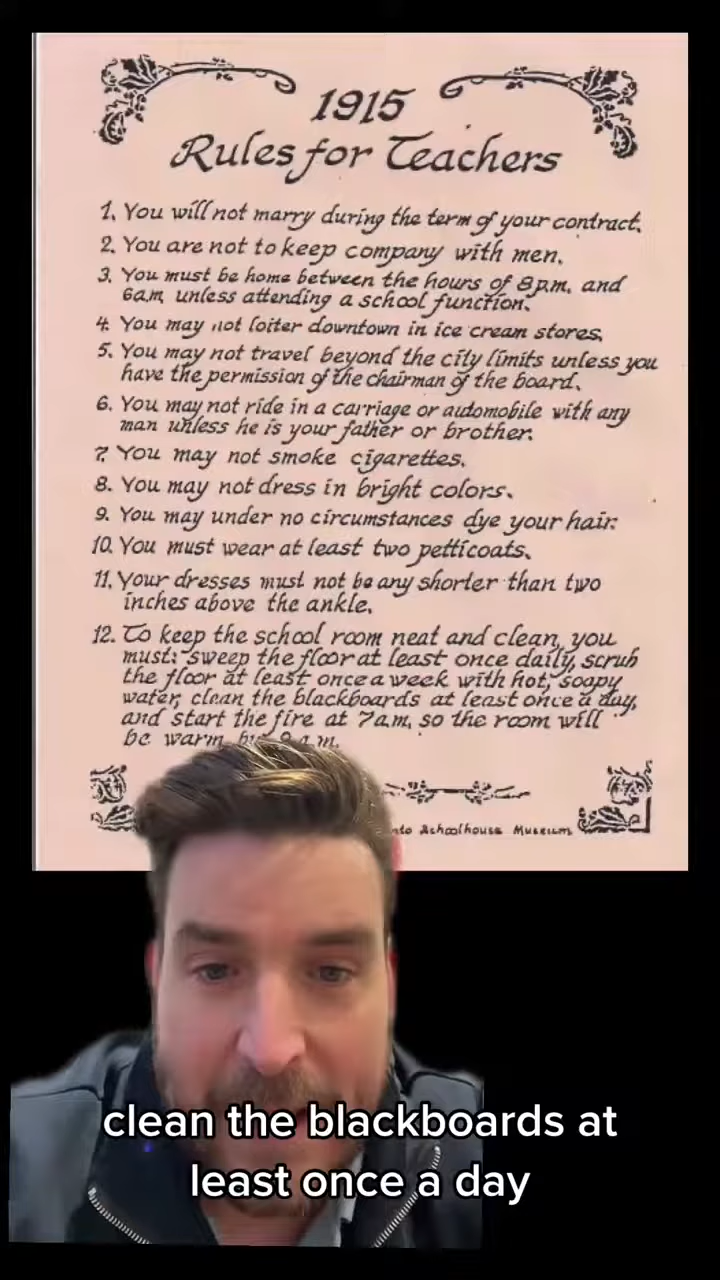 1915
Rules for Teachers
1. You will not marry during the term of your contract.
2. You are not to keep company with men.
3. You must be home between the hours of 8p.m. and
6am unless attending a school function.
4. You may not loiter downtown in ice cream stores.
5. You may not travel beyond the city limits unless you
have the permission of the chairman of the board.
6. You may not ride in a carriage or automobile with any
man unless he is your father or brother.
7. You may not smoke cigarettes.
8. You may not dress in bright colors.
9. You may under no circumstances dye your hair.
10. You must wear at least two petticoats.
11. Your dresses must not be any shorter than two
inches above the ankle.
12. To keep the school room neat and clean, you
must: sweep the floor at least once daily, scrub
the floor at least once a week with hot, soapy
water, clean the blackboards at least once a day,
and start the fire at 7am, so the room will
be warm by 8 a.m.
Schoolhouse Museum
clean the blackboards at
least once a day